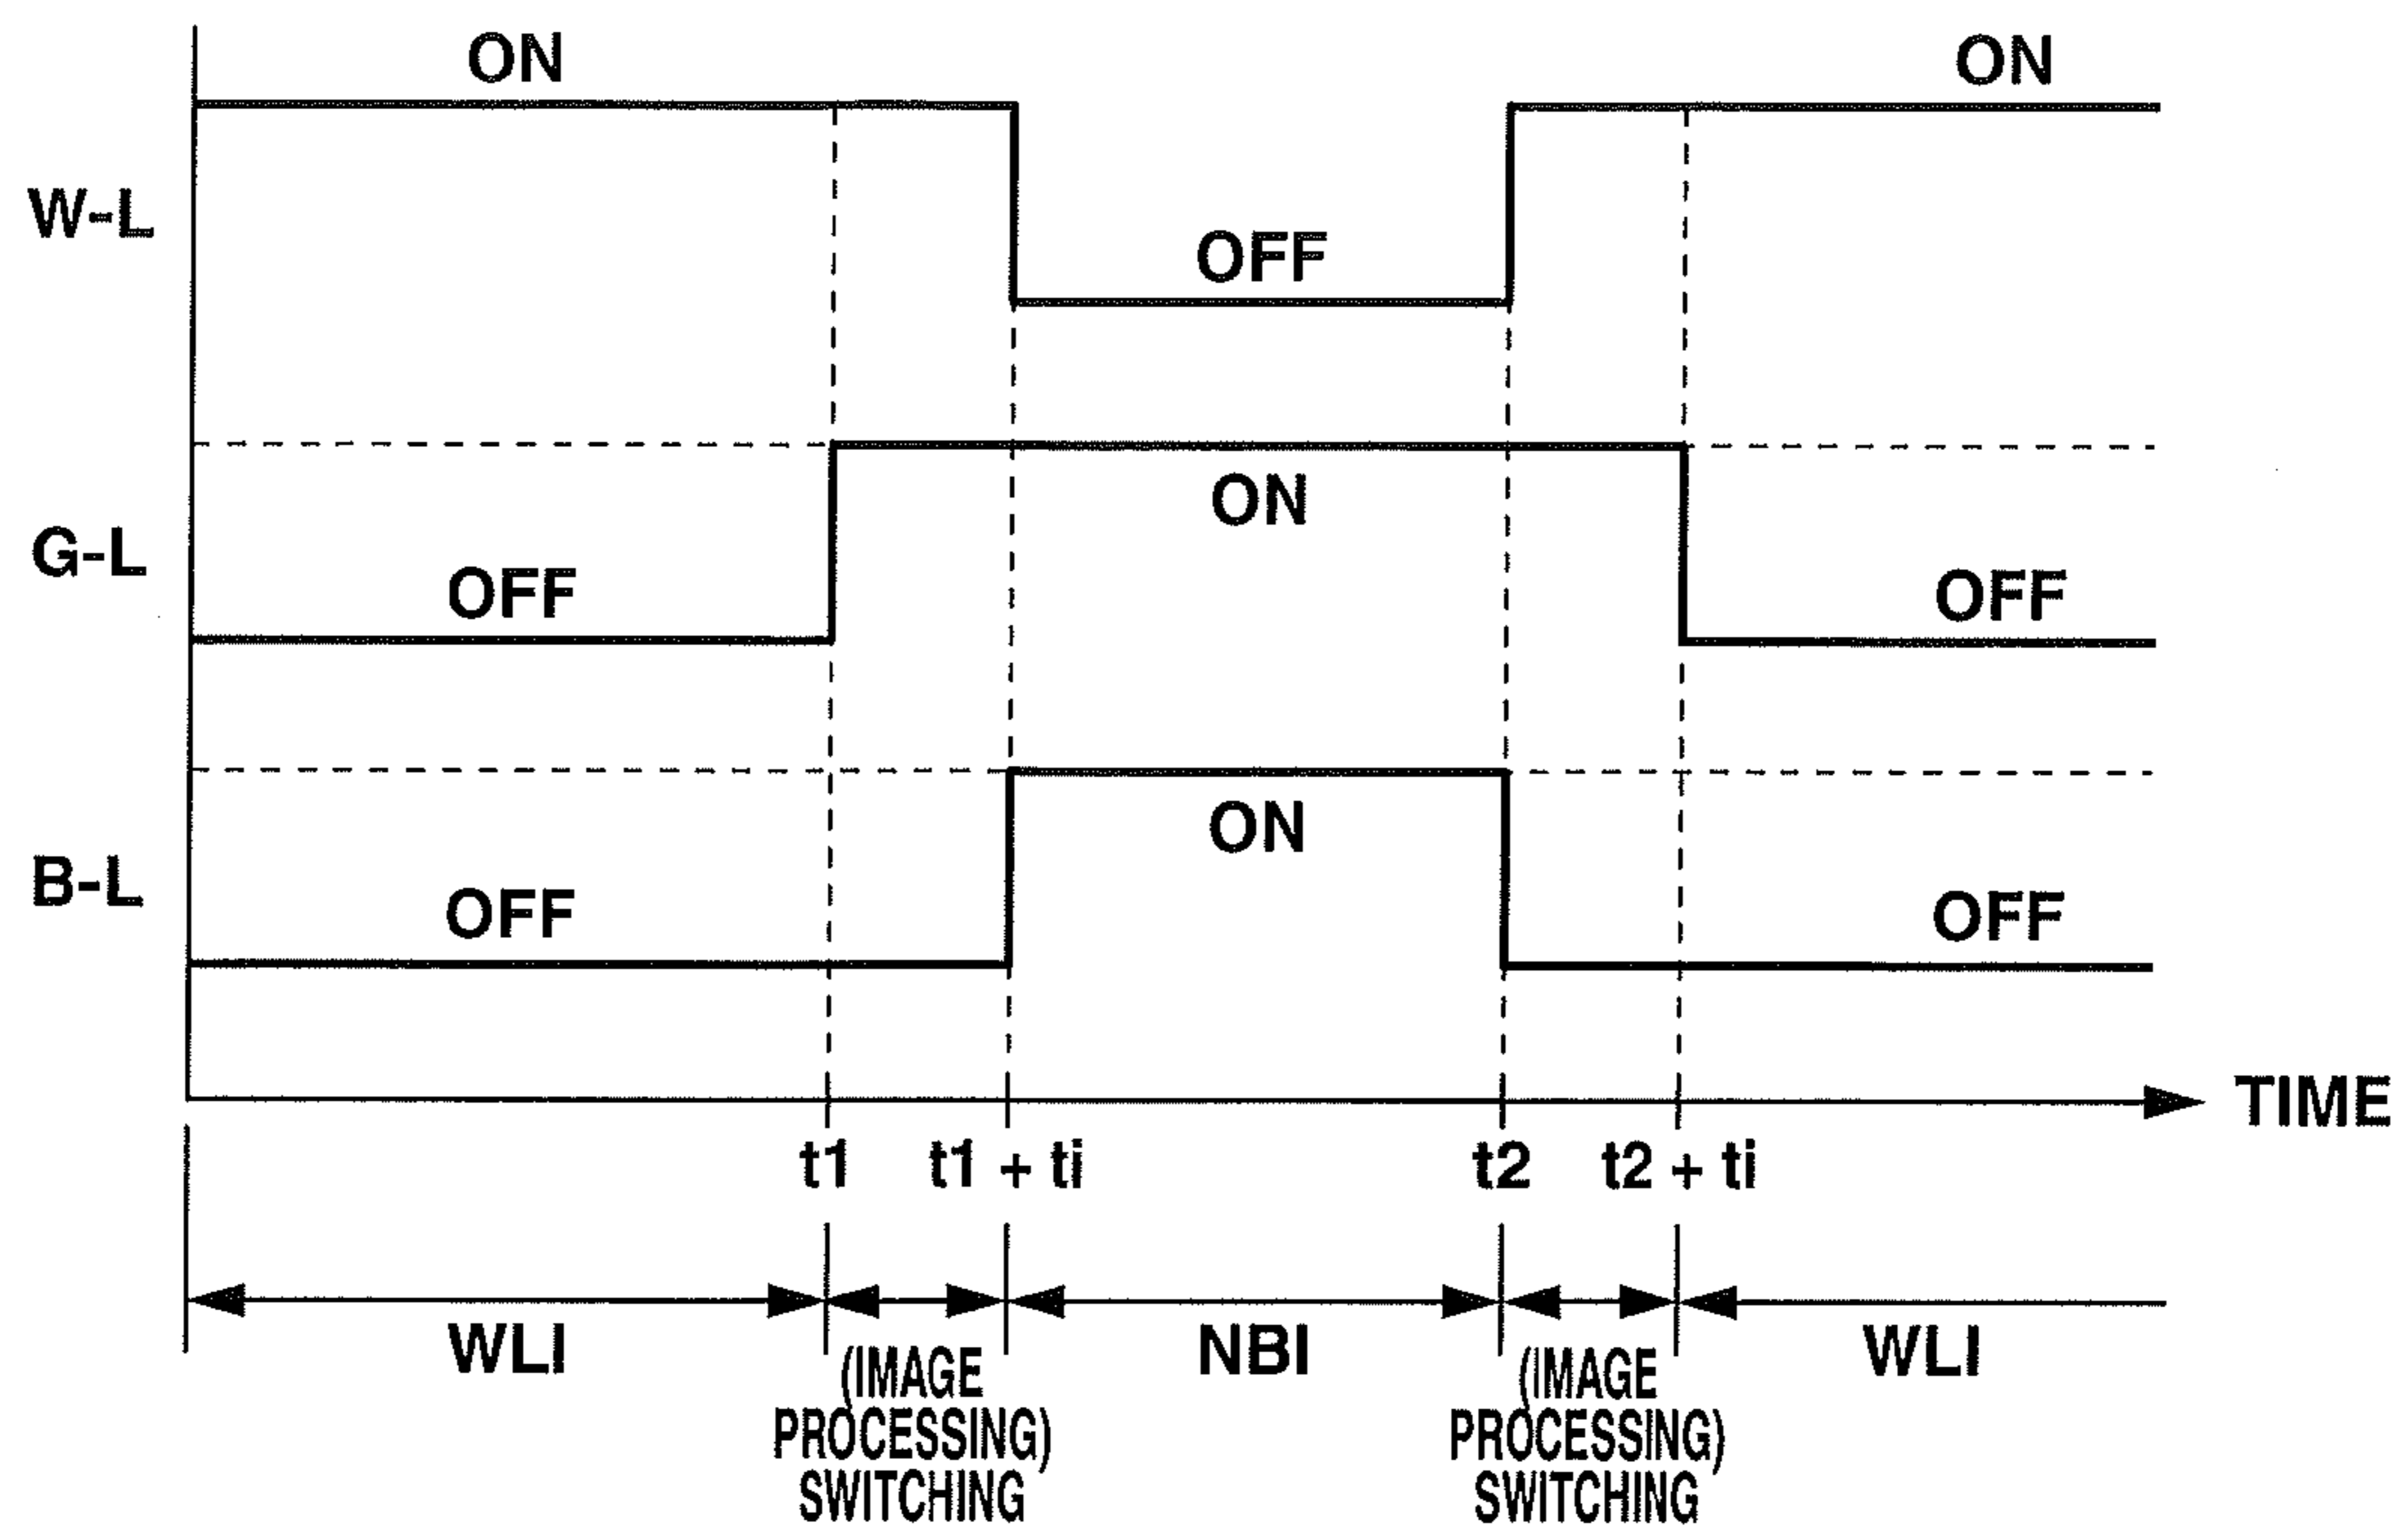 ON
ON
W-L
OFF
ON
G-L
OFF
OFF
ON
B-L
OFF
OFF
TIME
t1
t1 + ti
t2
t2 + ti
WLI
(IMAGE
PROCESSING)
SWITCHING
NBI
(IMAGE
PROCESSING)
SWITCHING
WLI